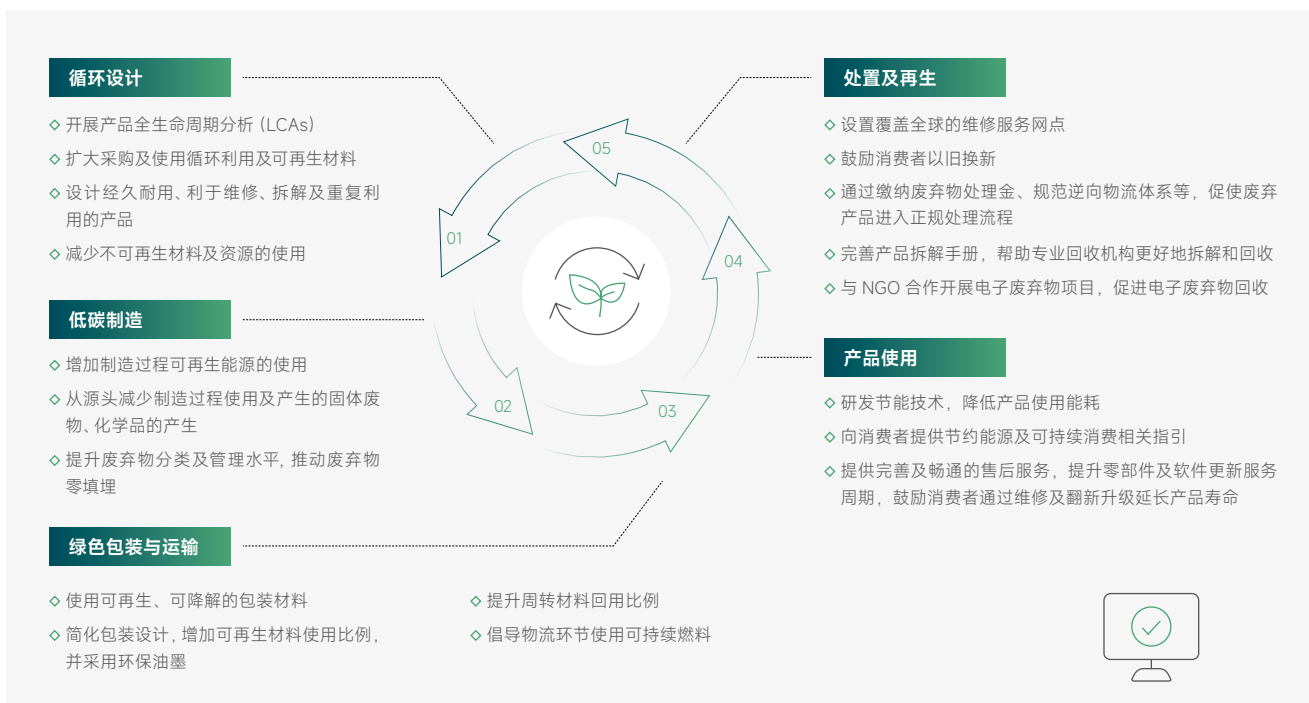 循环设计
◇ 开展产品全生命周期分析（LCAs）
◇ 扩大采购及使用循环利用及可再生材料
◇ 设计经久耐用、利于维修、拆解及重复利
用的产品
◇ 减少不可再生材料及资源的使用
低碳制造
◇ 增加制造过程可再生能源的使用
◇ 从源头减少制造过程使用及产生的固体废
物、化学品的产生
◇ 提升废弃物分类及管理水平，推动废弃物
零填埋
绿色包装与运输
◇ 使用可再生、可降解的包装材料
◇ 简化包装设计，增加可再生材料使用比例，
并采用环保油墨
◇ 提升周转材料回用比例
◇ 倡导物流环节使用可持续燃料
01
02
03
04
05
处置及再生
◇ 设置覆盖全球的维修服务网点
◇ 鼓励消费者以旧换新
◇ 通过缴纳废弃物处理金、规范逆向物流体系等，促使废弃
产品进入正规处理流程
◇ 完善产品拆解手册，帮助专业回收机构更好地拆解和回收
◇ 与 NGO 合作开展电子废弃物项目，促进电子废弃物回收
产品使用
◇ 研发节能技术，降低产品使用能耗
◇ 向消费者提供节约能源及可持续消费相关指引
◇ 提供完善及畅通的售后服务，提升零部件及软件更新服务
周期，鼓励消费者通过维修及翻新升级延长产品寿命